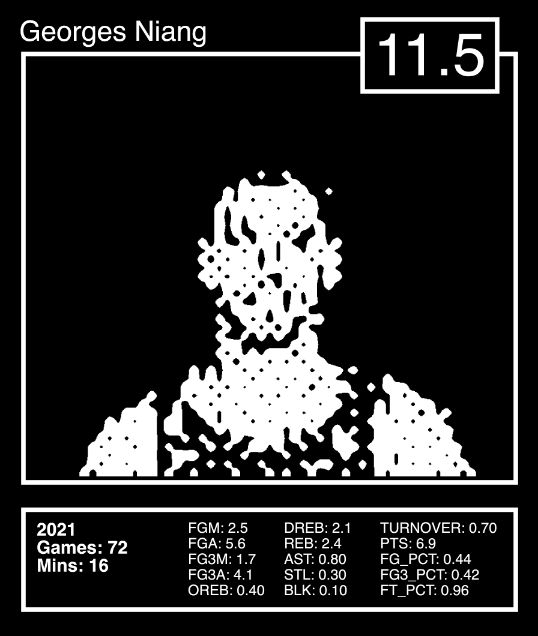 Georges Niang
11.5
2021
Games: 72
Mins: 16
FGM: 2.5
FGA: 5.6
FG3M: 1.7
FG3A: 4.1
OREB: 0.40
DREB: 2.1
REB: 2.4
AST: 0.80
STL: 0.30
BLK: 0.10
TURNOVER: 0.70
PTS: 6.9
FG_PCT: 0.44
FG3_PCT: 0.42
FT_PCT: 0.96